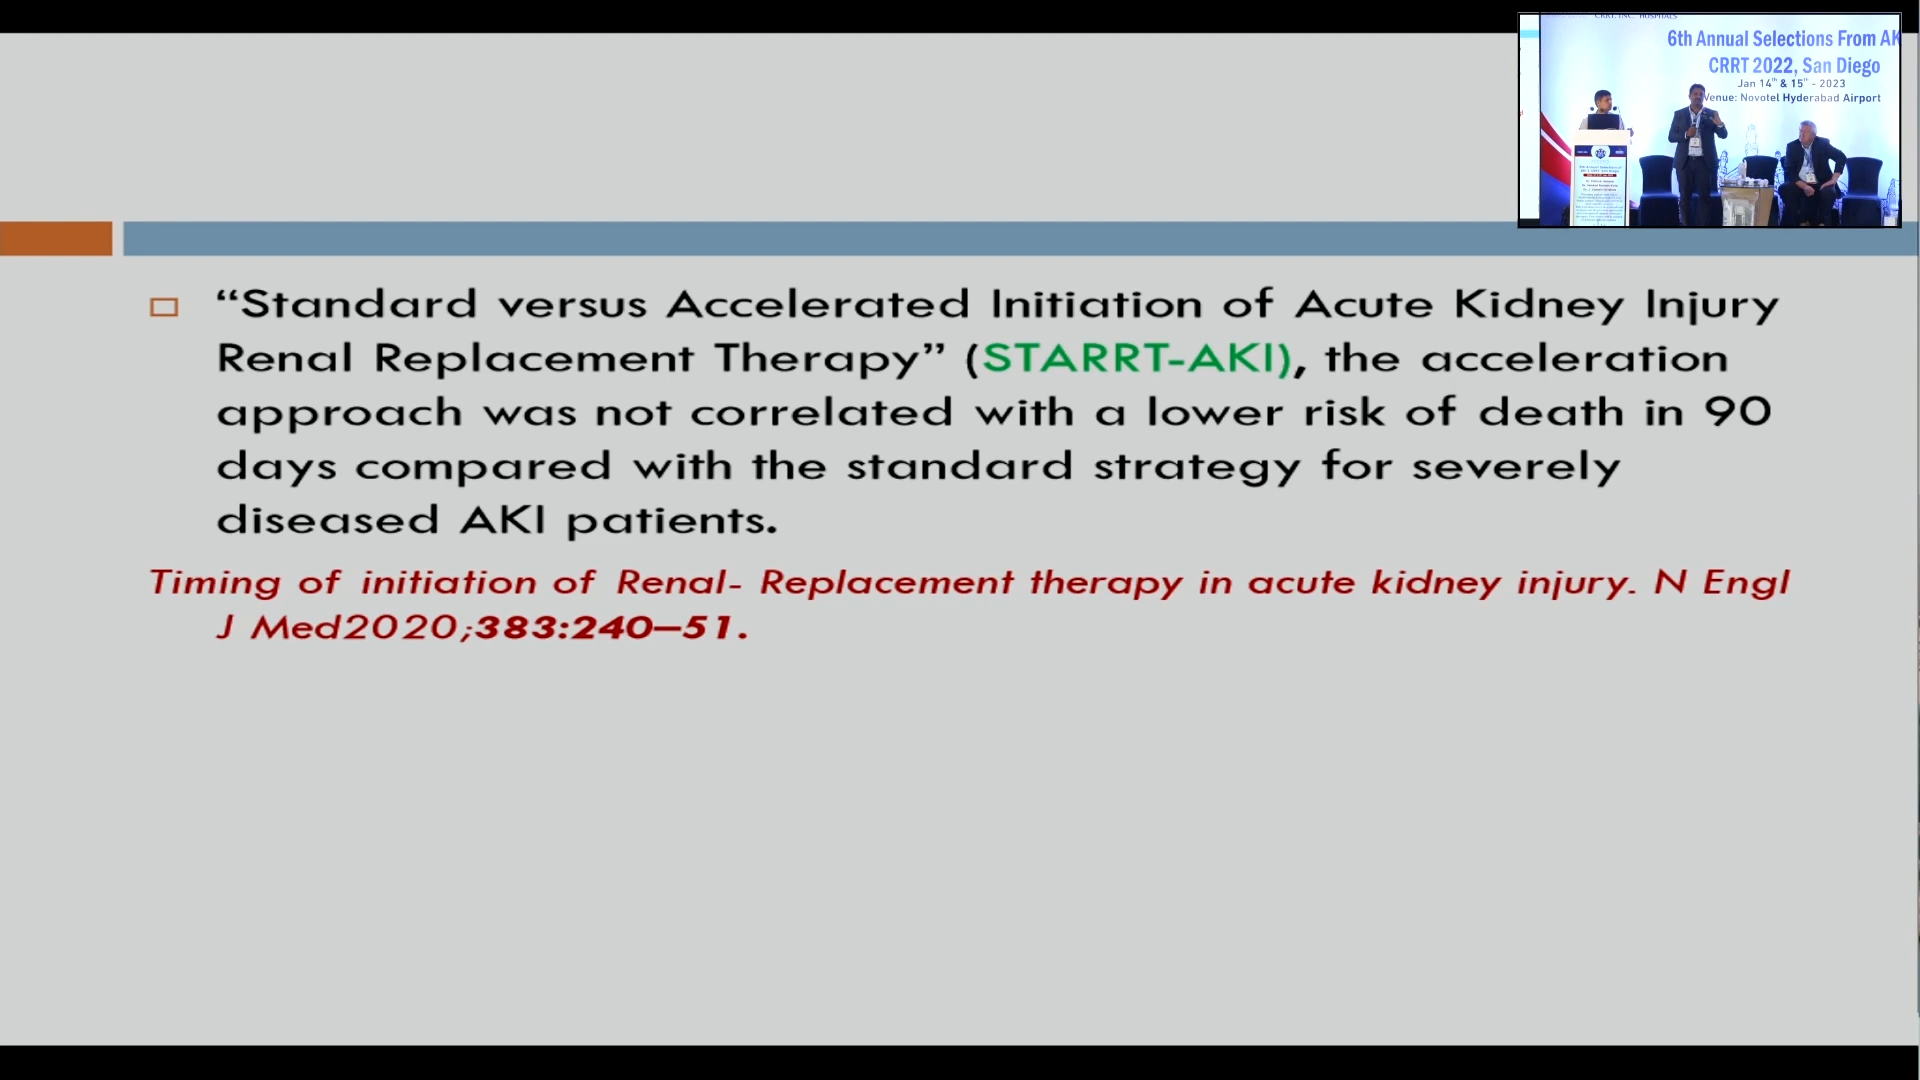 “Standard versus Accelerated Initiation of Acute Kidney Injury
Renal Replacement Therapy” (STARRT-AKI), the acceleration
approach was not correlated with a lower risk of death in 90
days compared with the standard strategy for severely
diseased AKI patients.
Timing of initiation of Renal- Replacement therapy in acute kidney injury. N Engl
J Med2020;383:240–51.
6th Annual Selections From AK
CRRT 2022, San Diego
Jan 14th & 15th - 2023
Venue: Novotel Hyderabad Airport